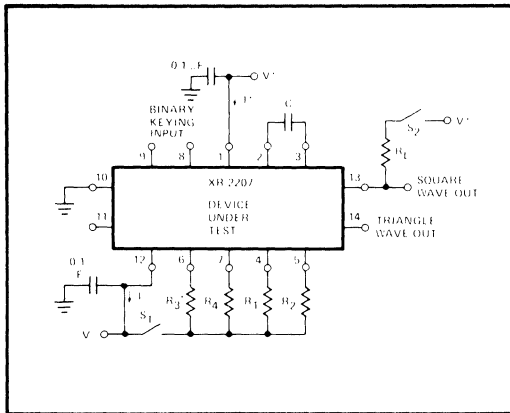 0.1 F
V+
I+
C
BINARY
KEYING
INPUT
9
8
1
2
3
S2
V+
RL
10
XR 2207
13
SQUARE
WAVE OUT
DEVICE
UNDER
TEST
11
14
TRIANGLE
WAVE OUT
12
6
7
4
5
0.1
F
I
S1
R3
R4
R1
R2
V